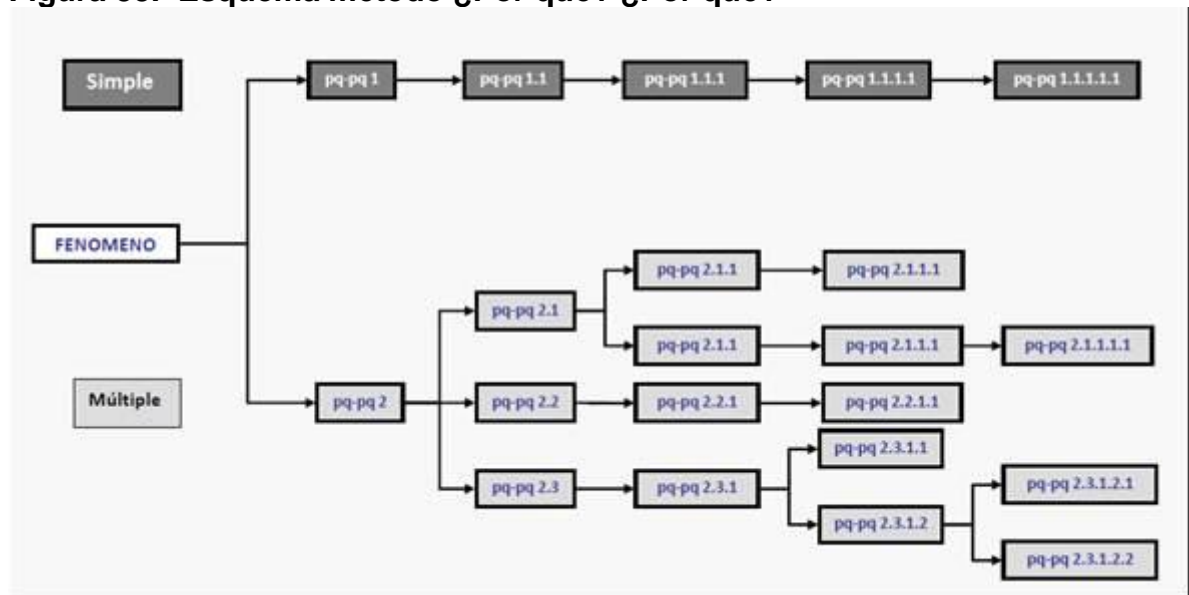 Simple
pq-pq 1
pq-pq 1.1
pq-pq 1.1.1
pq-pq 1.1.1.1
pq-pq 1.1.1.1.1
FENOMENO
pq-pq 2.1.1
pq-pq 2.1.1.1
pq-pq 2.1
pq-pq 2.1.1
pq-pq 2.1.1.1
pq-pq 2.1.1.1.1
Múltiple
pq-pq 2
pq-pq 2.2
pq-pq 2.2.1
pq-pq 2.2.1.1
pq-pq 2.3.1.1
pq-pq 2.3
pq-pq 2.3.1
pq-pq 2.3.1.2.1
pq-pq 2.3.1.2
pq-pq 2.3.1.2.2